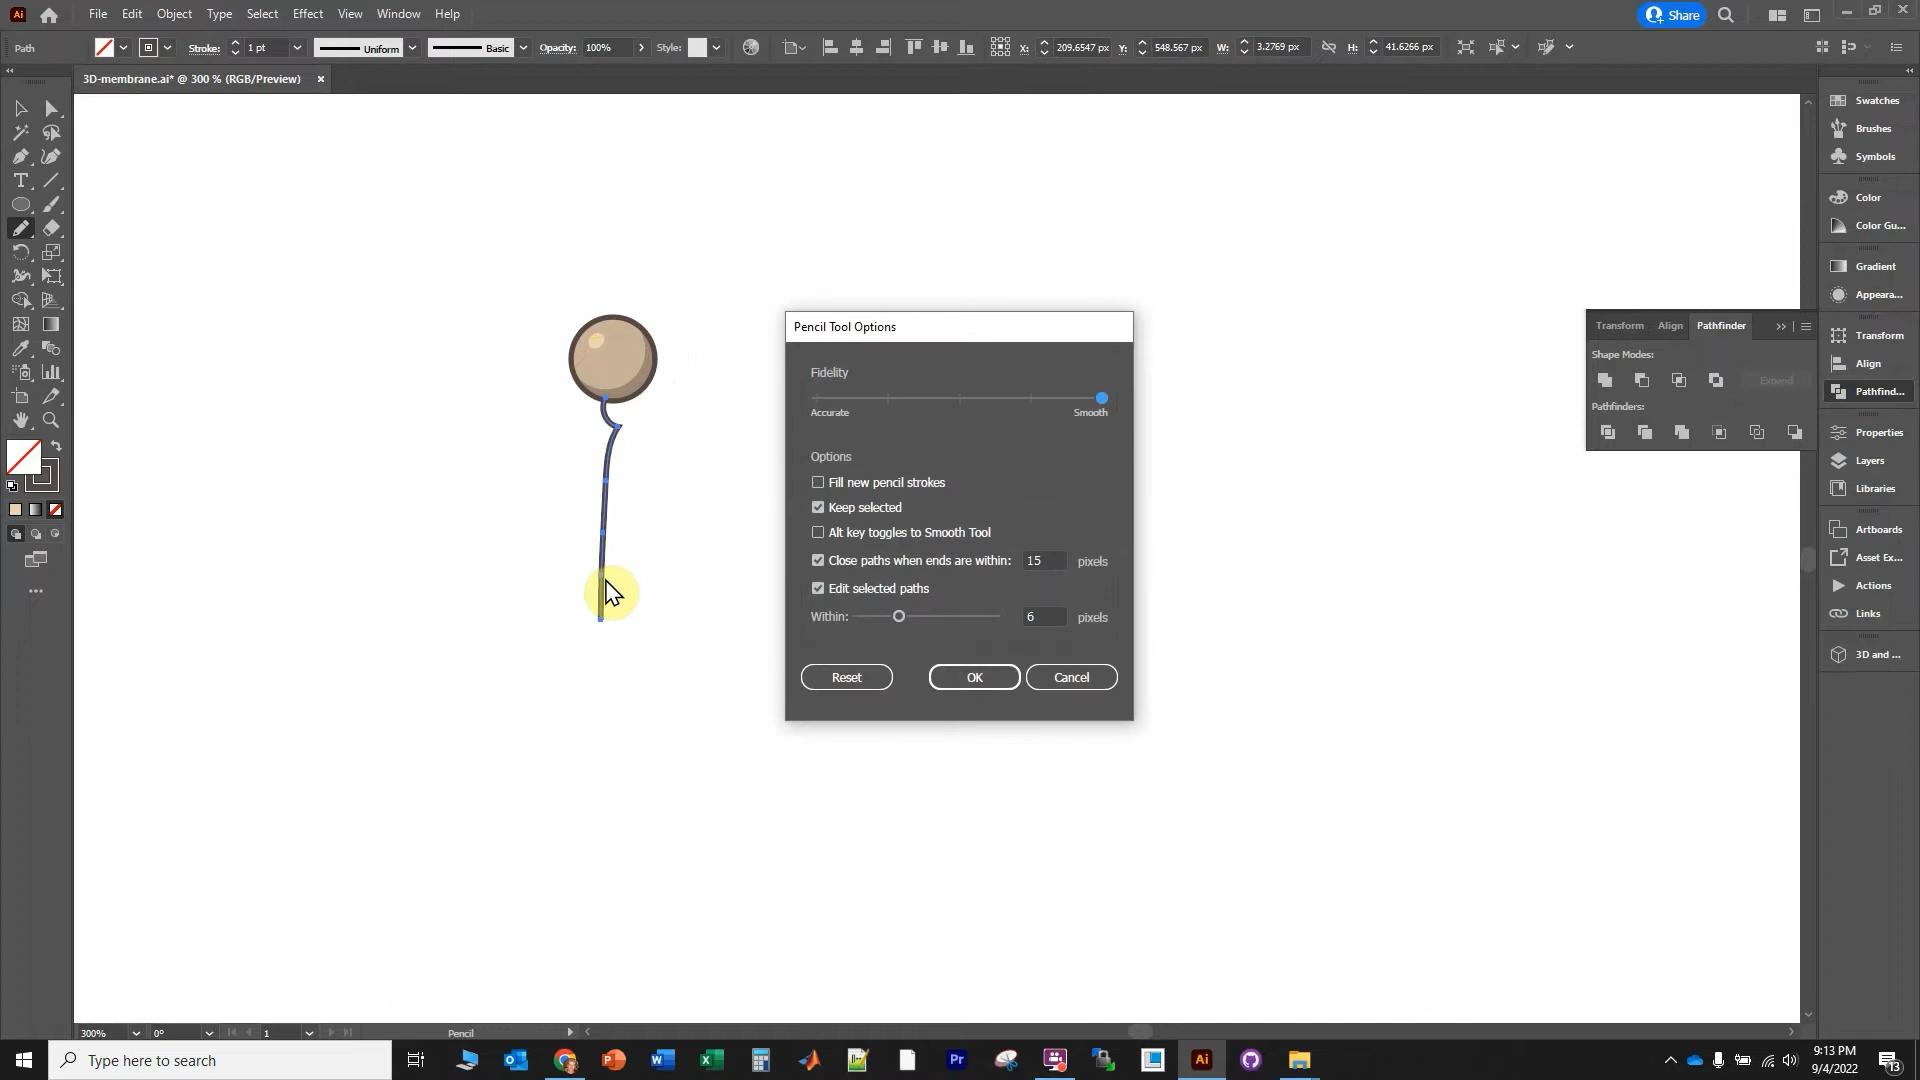 Ai File Edit Object Type Select Effect View Window Help Share
Path Stroke: 1 pt Uniform Basic Opacity: 100% Style: X: 209.6547 px Y: 548.567 px W: 3.2769 px H: 41.6266 px
3D-membrane.ai* @ 300 % (RGB/Preview) ×
Swatches
Brushes
Symbols
Color
Color Gu...
Gradient
Appeara...
Transform
Align
Pathfind...
Properties
Layers
Libraries
Artboards
Asset Ex...
Actions
Links
3D and ...
Transform Align Pathfinder
Shape Modes:
Expand
Pathfinders:
Pencil Tool Options
Fidelity
Accurate Smooth
Options
Fill new pencil strokes
Keep selected
Alt key toggles to Smooth Tool
Close paths when ends are within: 15 pixels
Edit selected paths
Within: 6 pixels
Reset OK Cancel
300% 0° 1 Pencil
Type here to search
Pr Ai
9:13 PM
9/4/2022
13